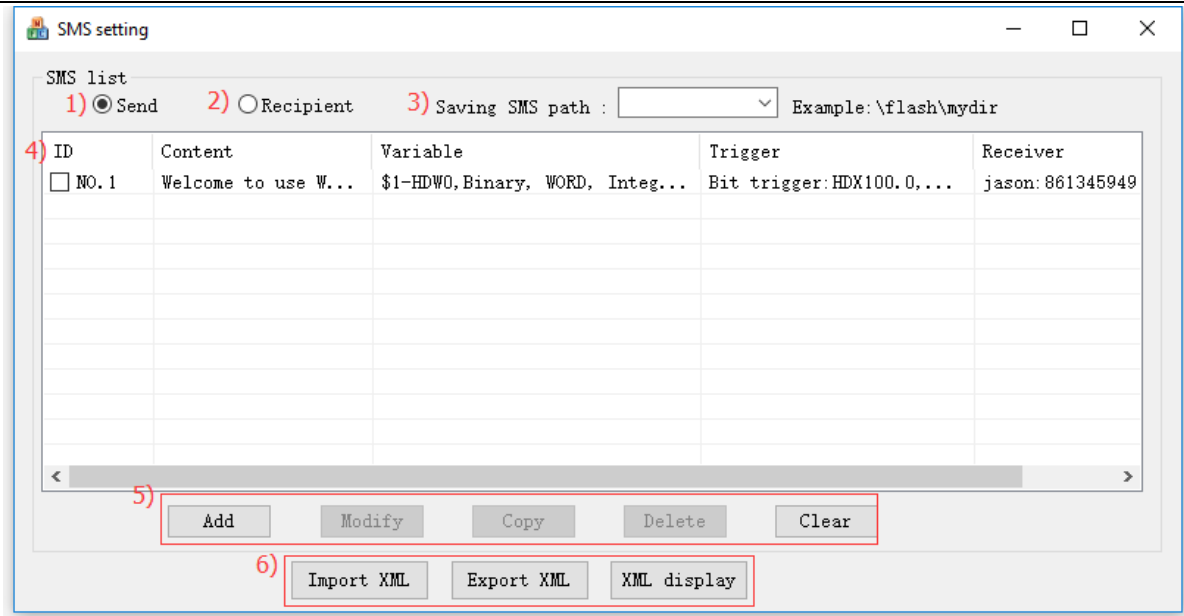 SMS setting
SMS list
1) Send 2) Recipient 3) Saving SMS path : Example:\flash\mydir
4) ID Content Variable Trigger Receiver
NO.1 Welcome to use W... $1-HDW0,Binary, WORD, Integ... Bit trigger:HDX100.0,... jason:861345949
5)
Add Modify Copy Delete Clear
6)
Import XML Export XML XML display